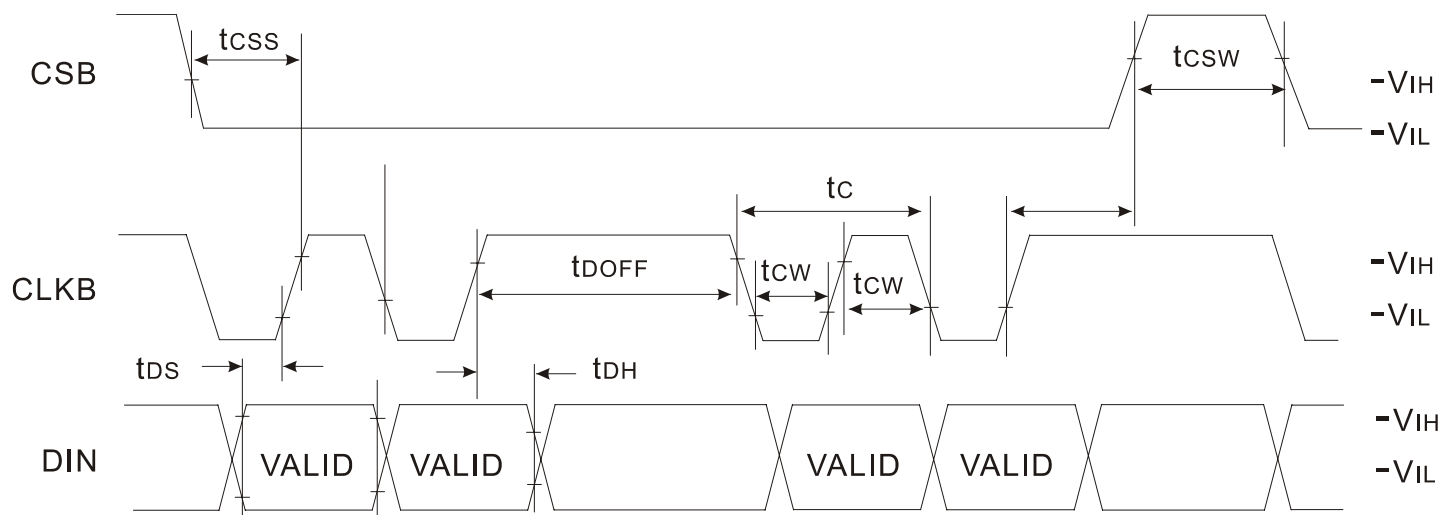 tCSS
tCSW
CSB
-VIH
-VIL
tC
tDOFF
tCW
tCW
CLKB
-VIH
-VIL
tDS
tDH
DIN
VALID
VALID
VALID
VALID
-VIH
-VIL